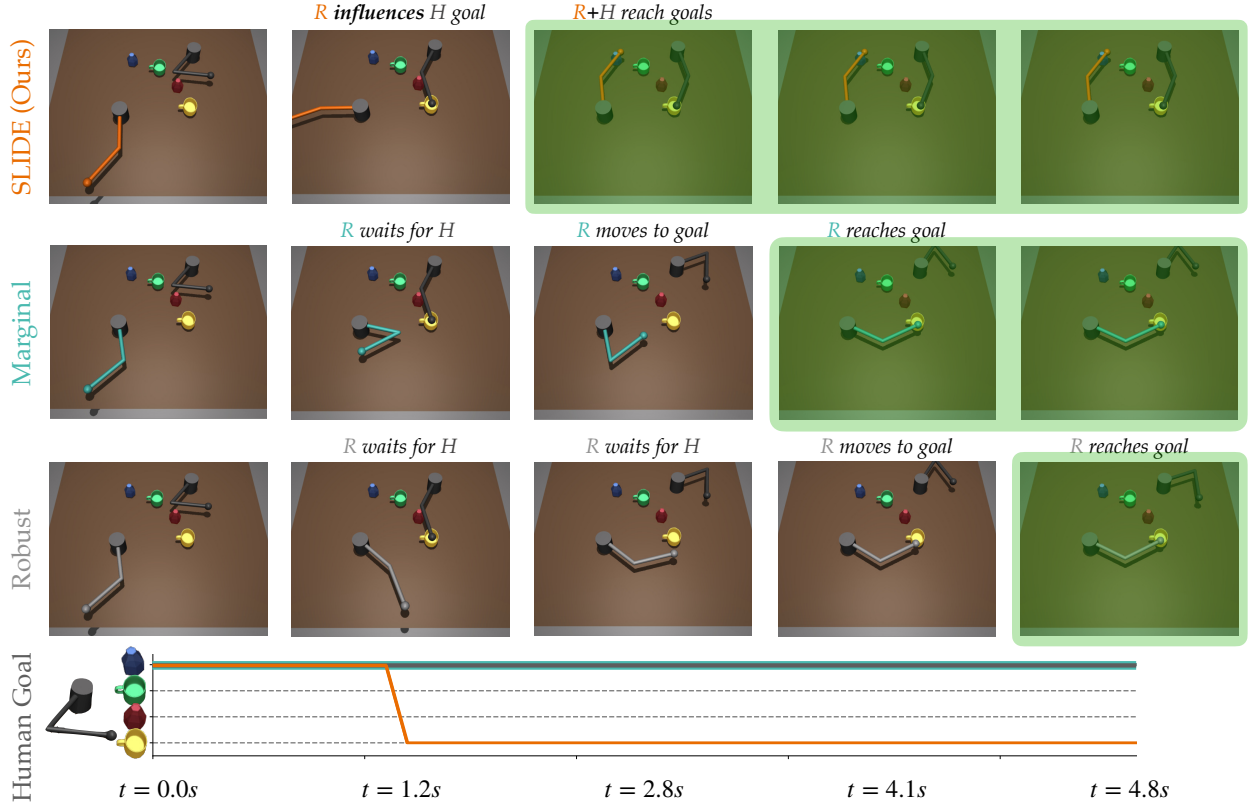 R influences H goal
R+H reach goals
SLIDE (Ours)
R waits for H
R moves to goal
R reaches goal
Marginal
R waits for H
R waits for H
R moves to goal
R reaches goal
Robust
Human Goal
t = 0.0s
t = 1.2s
t = 2.8s
t = 4.1s
t = 4.8s